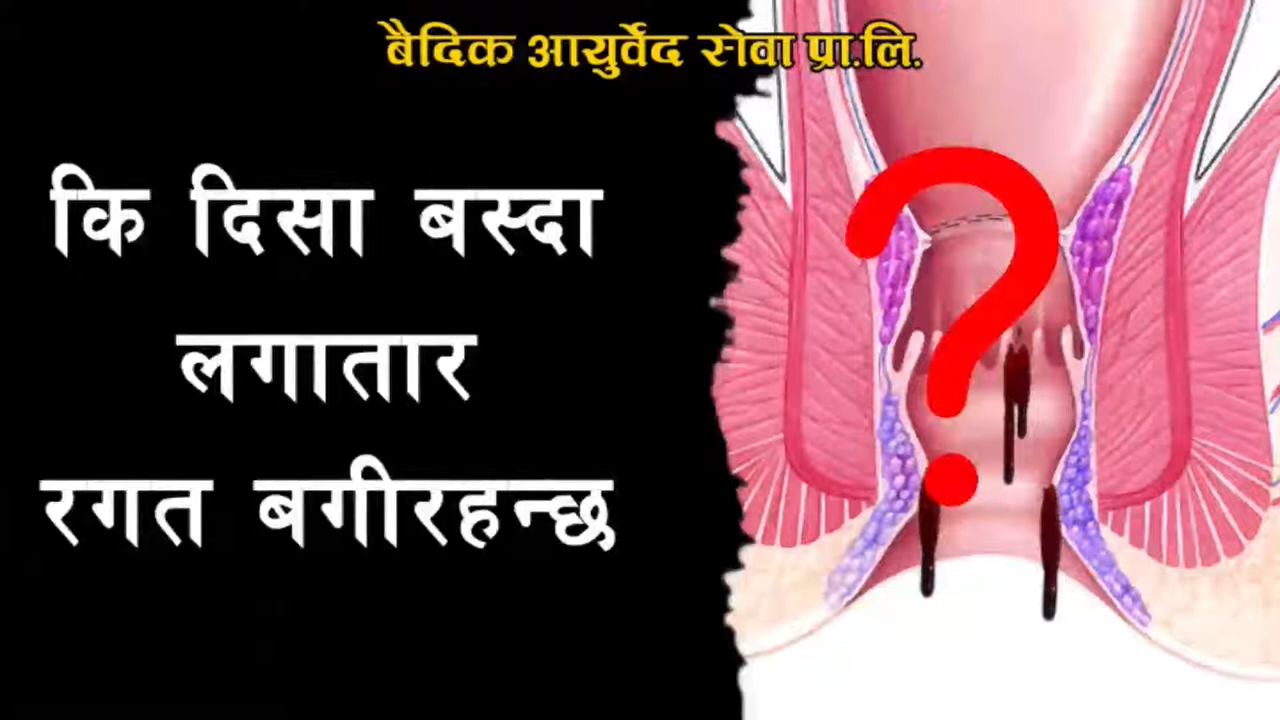 बैदिक आयुर्वेद सेवा प्रा.लि.
कि दिसा बस्दा
लगातार
रगत बगीरहन्छ
?